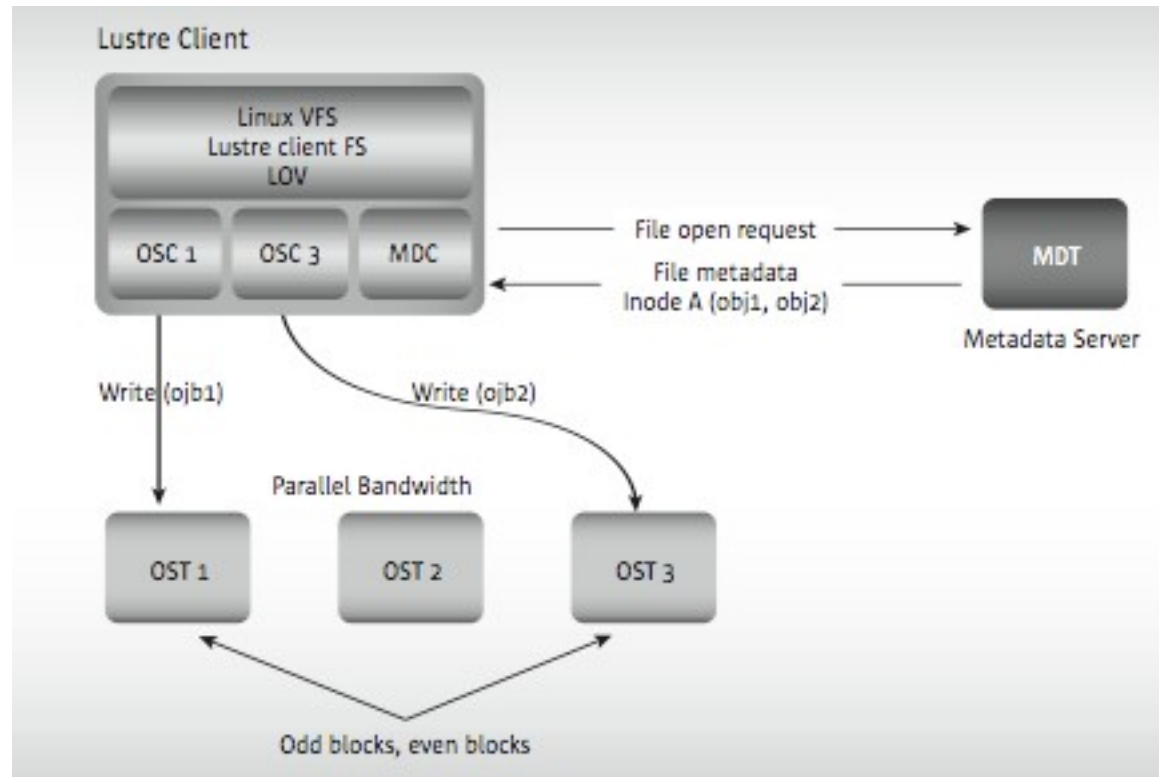 Lustre Client
Linux VFS
Lustre client FS
LOV
OSC 1
OSC 3
MDC
File open request
File metadata
Inode A (obj1, obj2)
MDT
Metadata Server
Write (ojb1)
Write (ojb2)
Parallel Bandwidth
OST 1
OST 2
OST 3
Odd blocks, even blocks